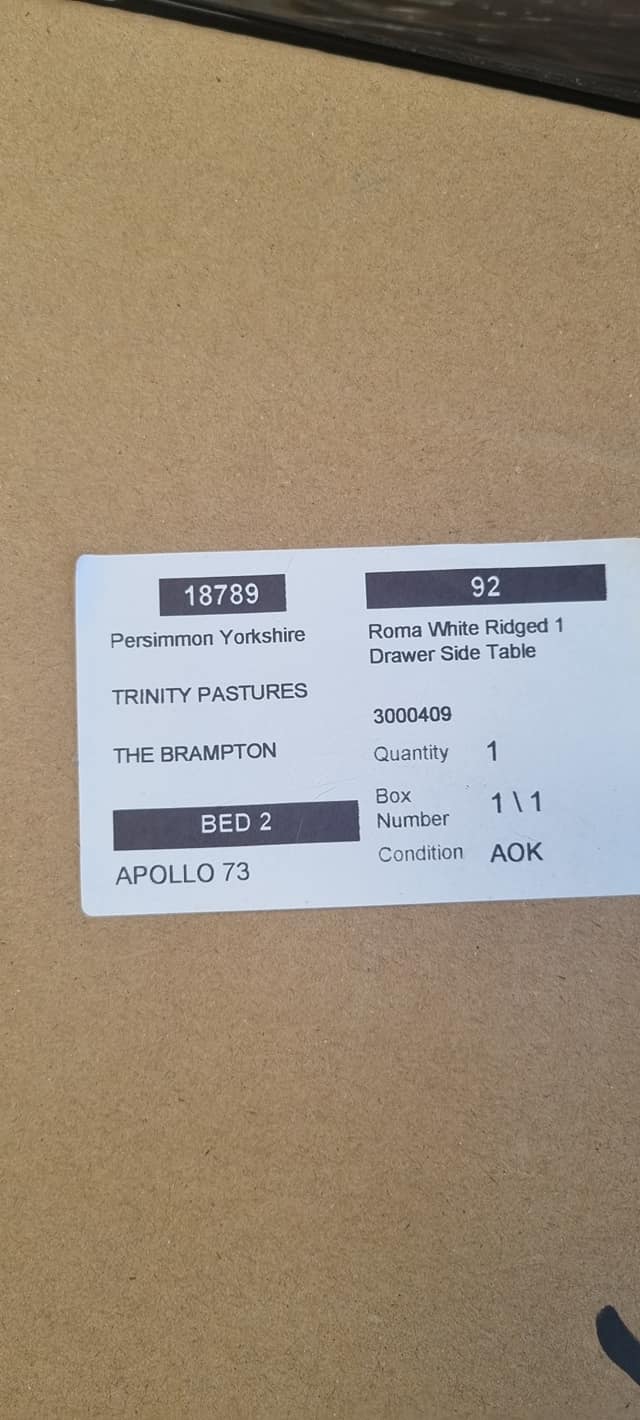 18789
Persimmon Yorkshire
TRINITY PASTURES
THE BRAMPTON
BED 2
APOLLO 73
92
Roma White Ridged 1
Drawer Side Table
3000409
Quantity 1
Box
Number 1 \ 1
Condition AOK